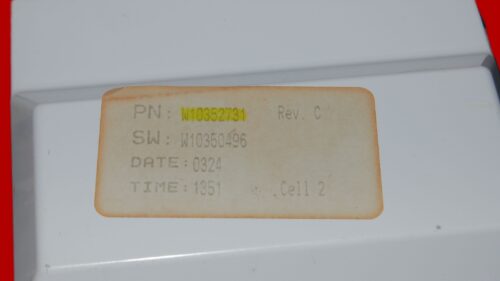 PN: W10352731 Rev. C
SW: W10350496
DATE: 0324
TIME: 1351 Cell 2